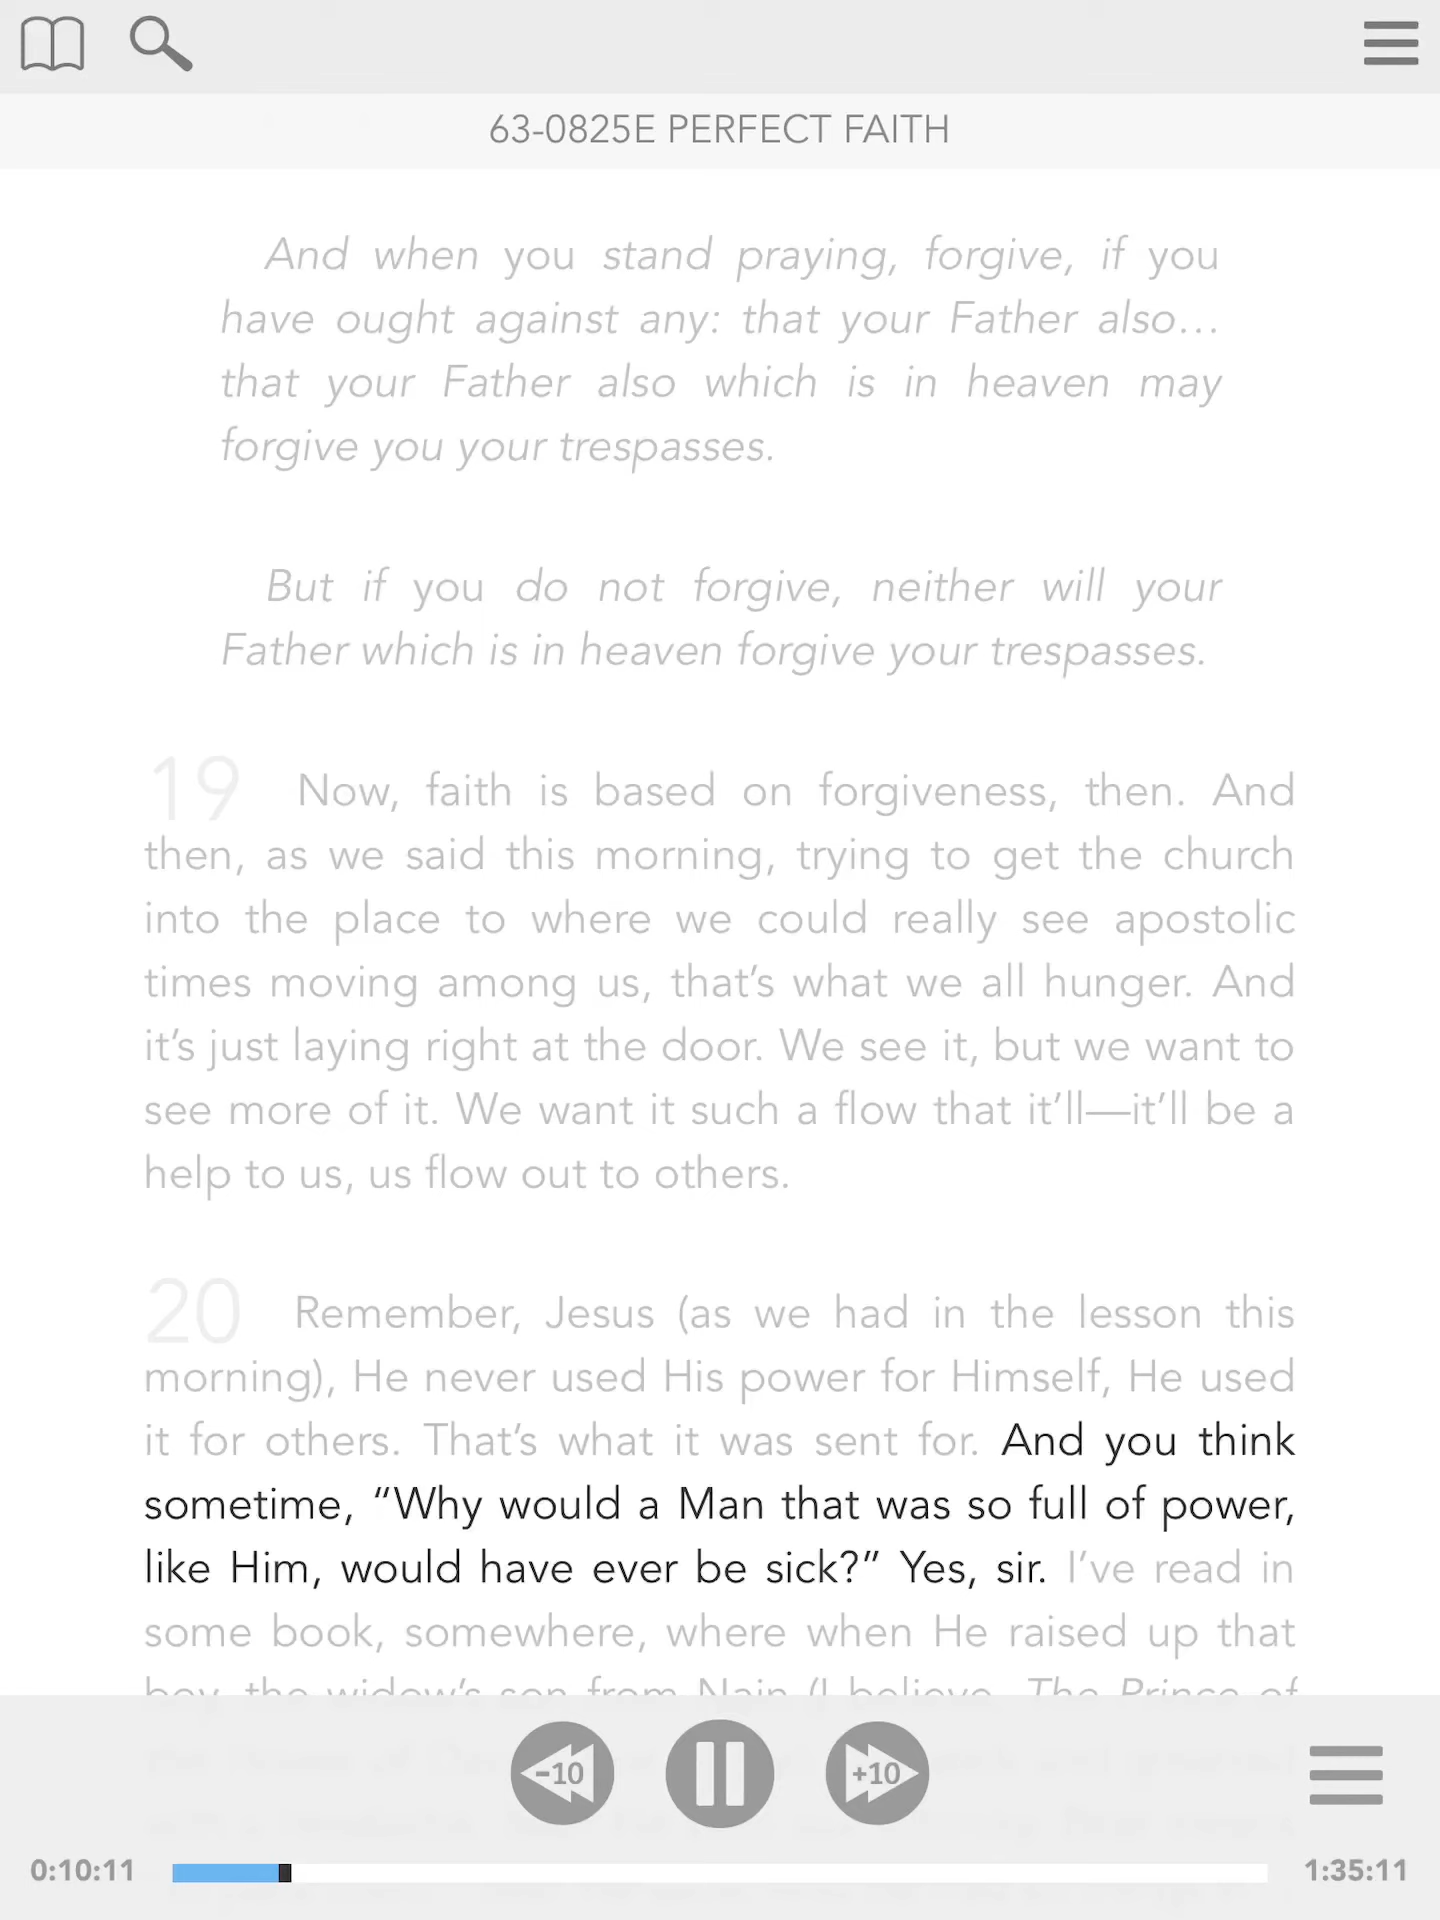 63-0825E PERFECT FAITH
And when you stand praying, forgive, if you
have ought against any: that your Father also…
that your Father also which is in heaven may
forgive you your trespasses.
But if you do not forgive, neither will your
Father which is in heaven forgive your trespasses.
19 Now, faith is based on forgiveness, then. And
then, as we said this morning, trying to get the church
into the place to where we could really see apostolic
times moving among us, that’s what we all hunger. And
it’s just laying right at the door. We see it, but we want to
see more of it. We want it such a flow that it’ll—it’ll be a
help to us, us flow out to others.
20 Remember, Jesus (as we had in the lesson this
morning), He never used His power for Himself, He used
it for others. That’s what it was sent for. And you think
sometime, “Why would a Man that was so full of power,
like Him, would have ever be sick?” Yes, sir. I’ve read in
some book, somewhere, where when He raised up that
boy, the widow’s son from Nain (I believe, The Prince of
-10 +10
0:10:11 1:35:11